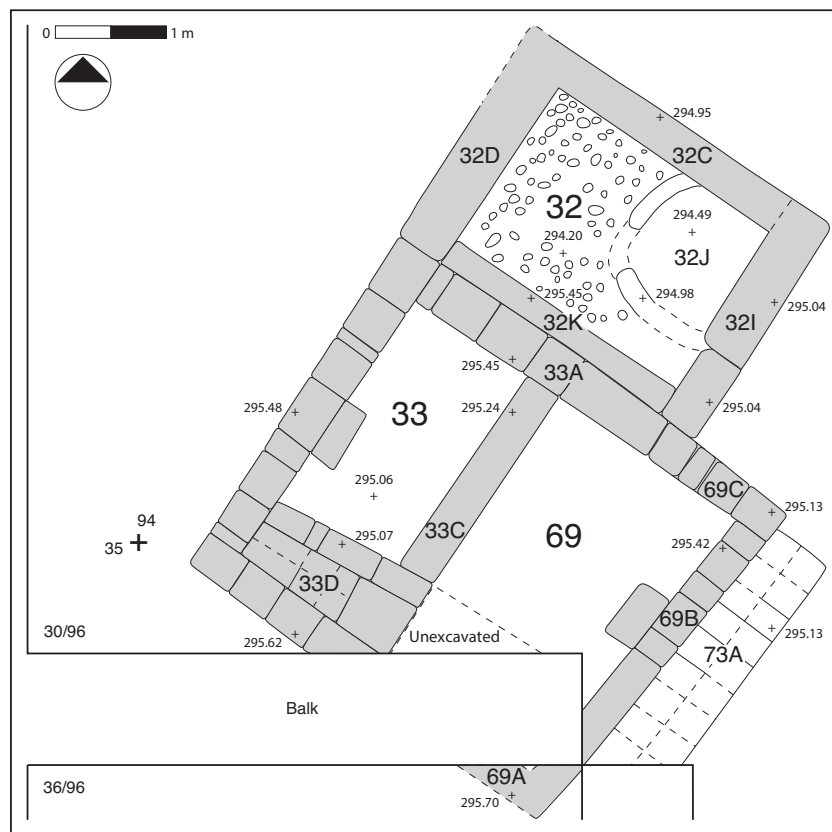 0 1 m
294.95
32D
32C
32
294.49
294.20
32J
295.45
294.98
32K
32I
295.04
295.45
33A
295.48
33
295.24
295.04
69C
295.06
295.13
94
35
295.07
33C
69
295.42
33D
69B
295.13
30/96
295.62
Unexcavated
73A
Balk
36/96
69A
295.70